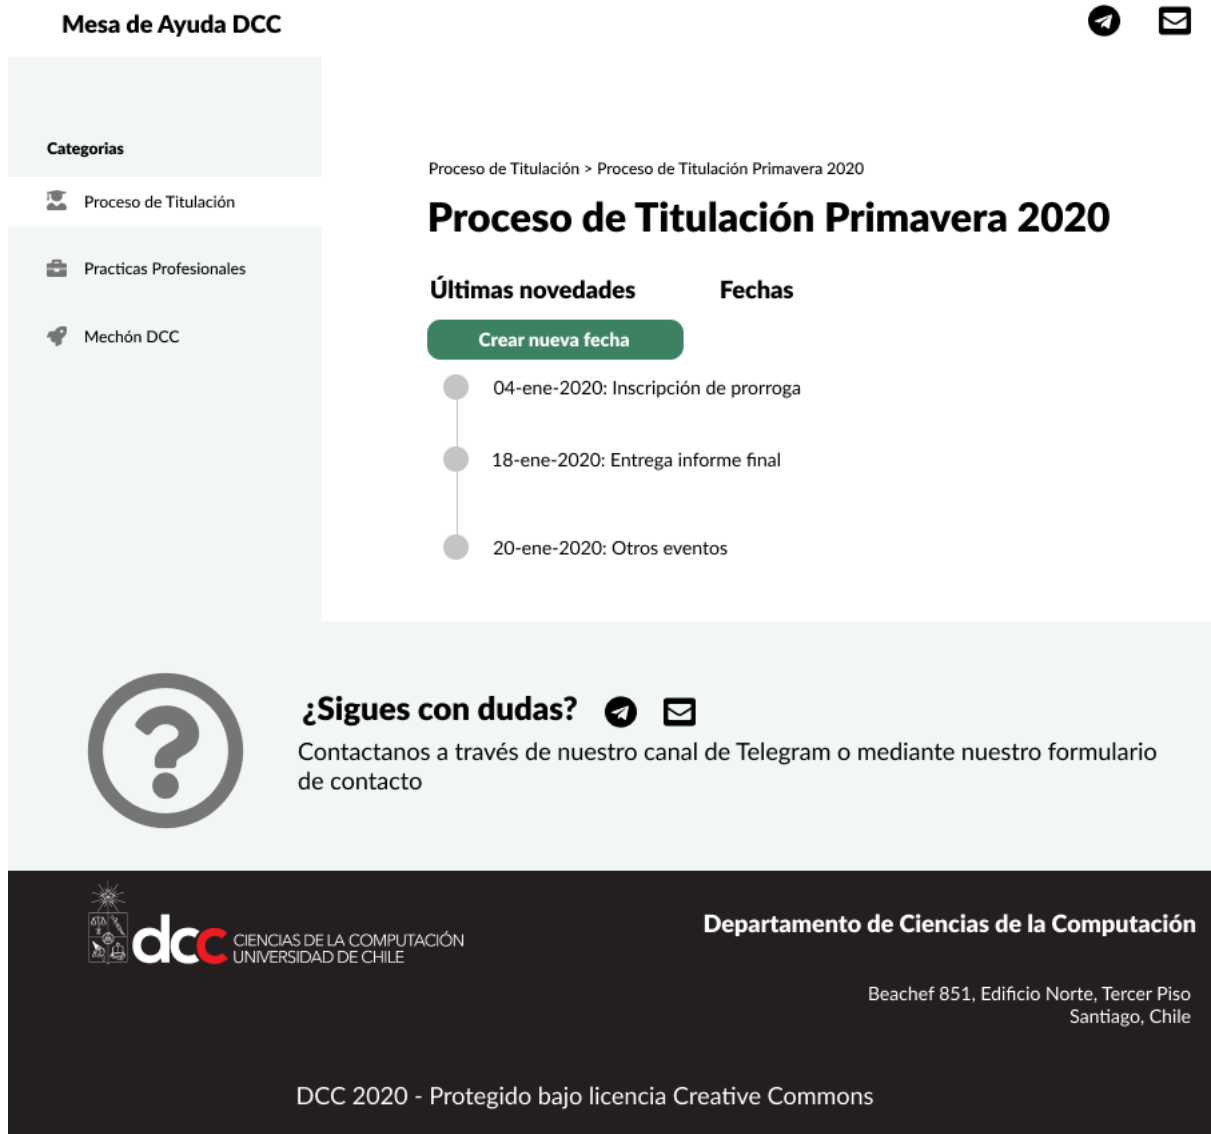 Mesa de Ayuda DCC
Categorias
Proceso de Titulación
Practicas Profesionales
Mechón DCC
Proceso de Titulación > Proceso de Titulación Primavera 2020
Proceso de Titulación Primavera 2020
Últimas novedades
Fechas
Crear nueva fecha
04-ene-2020: Inscripción de prorroga
18-ene-2020: Entrega informe final
20-ene-2020: Otros eventos
¿Sigues con dudas?
Contactanos a través de nuestro canal de Telegram o mediante nuestro formulario
de contacto
dcc
CIENCIAS DE LA COMPUTACIÓN
UNIVERSIDAD DE CHILE
Departamento de Ciencias de la Computación
Beachef 851, Edificio Norte, Tercer Piso
Santiago, Chile
DCC 2020 - Protegido bajo licencia Creative Commons